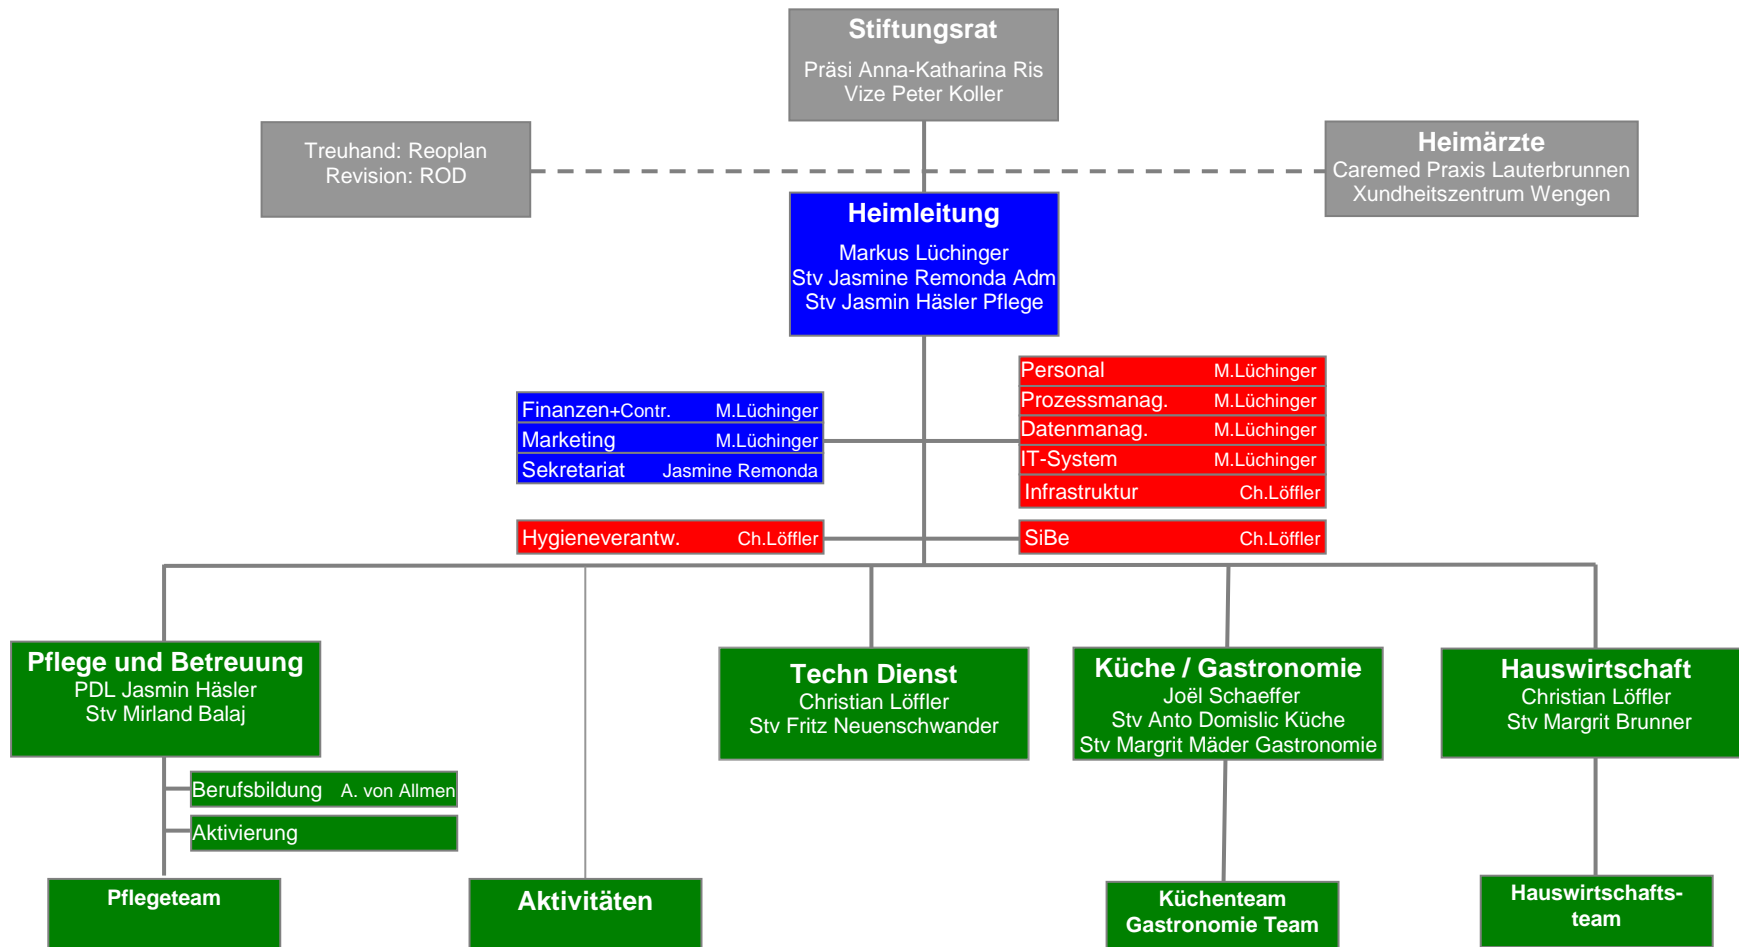 Stiftungsrat
Präsi Anna-Katharina Ris
Vize Peter Koller
Treuhand: Reoplan
Revision: ROD
Heimärzte
Caremed Praxis Lauterbrunnen
Xundheitszentrum Wengen
Heimleitung
Markus Lüchinger
Stv Jasmine Remonda Adm
Stv Jasmin Häsler Pflege
Finanzen+Contr. M.Lüchinger
Marketing M.Lüchinger
Sekretariat Jasmine Remonda
Personal M.Lüchinger
Prozessmanag. M.Lüchinger
Datenmanag. M.Lüchinger
IT-System M.Lüchinger
Infrastruktur Ch.Löffler
Hygieneverantw. Ch.Löffler
SiBe Ch.Löffler
Pflege und Betreuung
PDL Jasmin Häsler
Stv Mirland Balaj
Techn Dienst
Christian Löffler
Stv Fritz Neuenschwander
Küche / Gastronomie
Joël Schaeffer
Stv Anto Domislic Küche
Stv Margrit Mäder Gastronomie
Hauswirtschaft
Christian Löffler
Stv Margrit Brunner
Berufsbildung A. von Allmen
Aktivierung
Pflegeteam
Aktivitäten
Küchenteam
Gastronomie Team
Hauswirtschafts-
team